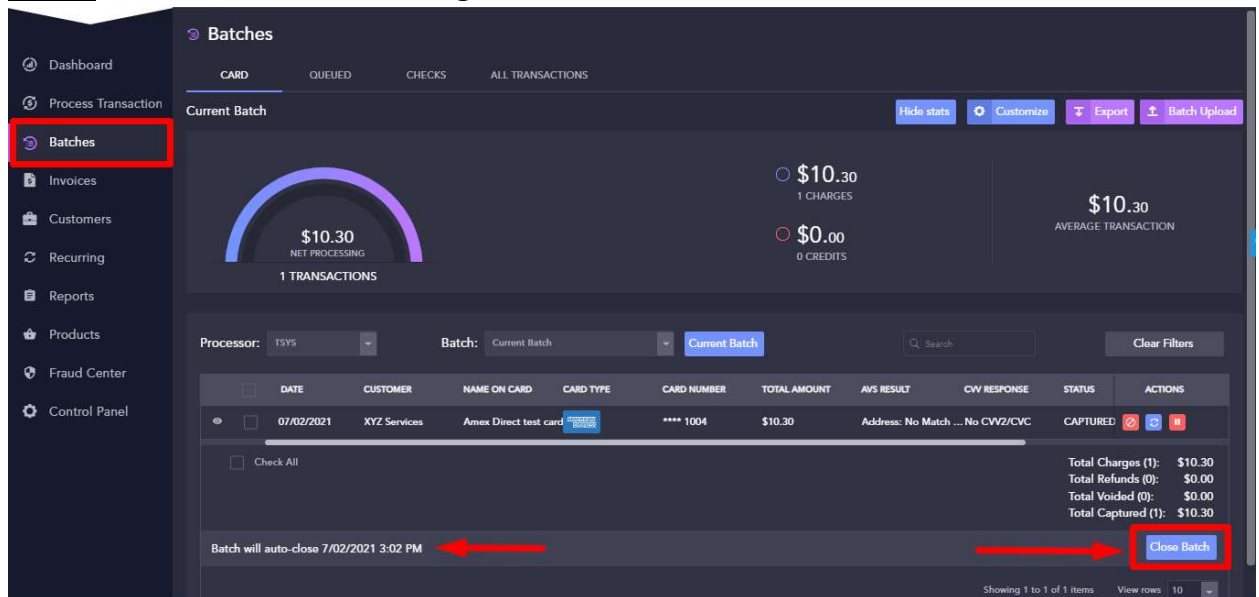 Batches
Dashboard
CARD QUEUED CHECKS ALL TRANSACTIONS
Process Transaction
Current Batch Hide stats Customize Export Batch Upload
Batches
Invoices
Customers
Recurring
Reports
Products
Fraud Center
Control Panel
$10.30
NET PROCESSING
1 TRANSACTIONS
$10.30
1 CHARGES
$0.00
0 CREDITS
$10.30
AVERAGE TRANSACTION
Processor: TSYS Batch: Current Batch Current Batch Search Clear Filters
DATE CUSTOMER NAME ON CARD CARD TYPE CARD NUMBER TOTAL AMOUNT AVS RESULT CVV RESPONSE STATUS ACTIONS
07/02/2021 XYZ Services Amex Direct test card AMERICAN EXPRESS **** 1004 $10.30 Address: No Match ... No CVV2/CVC CAPTURED
Check All
Total Charges (1): $10.30
Total Refunds (0): $0.00
Total Voided (0): $0.00
Total Captured (1): $10.30
Batch will auto-close 7/02/2021 3:02 PM Close Batch
Showing 1 to 1 of 1 items View rows 10